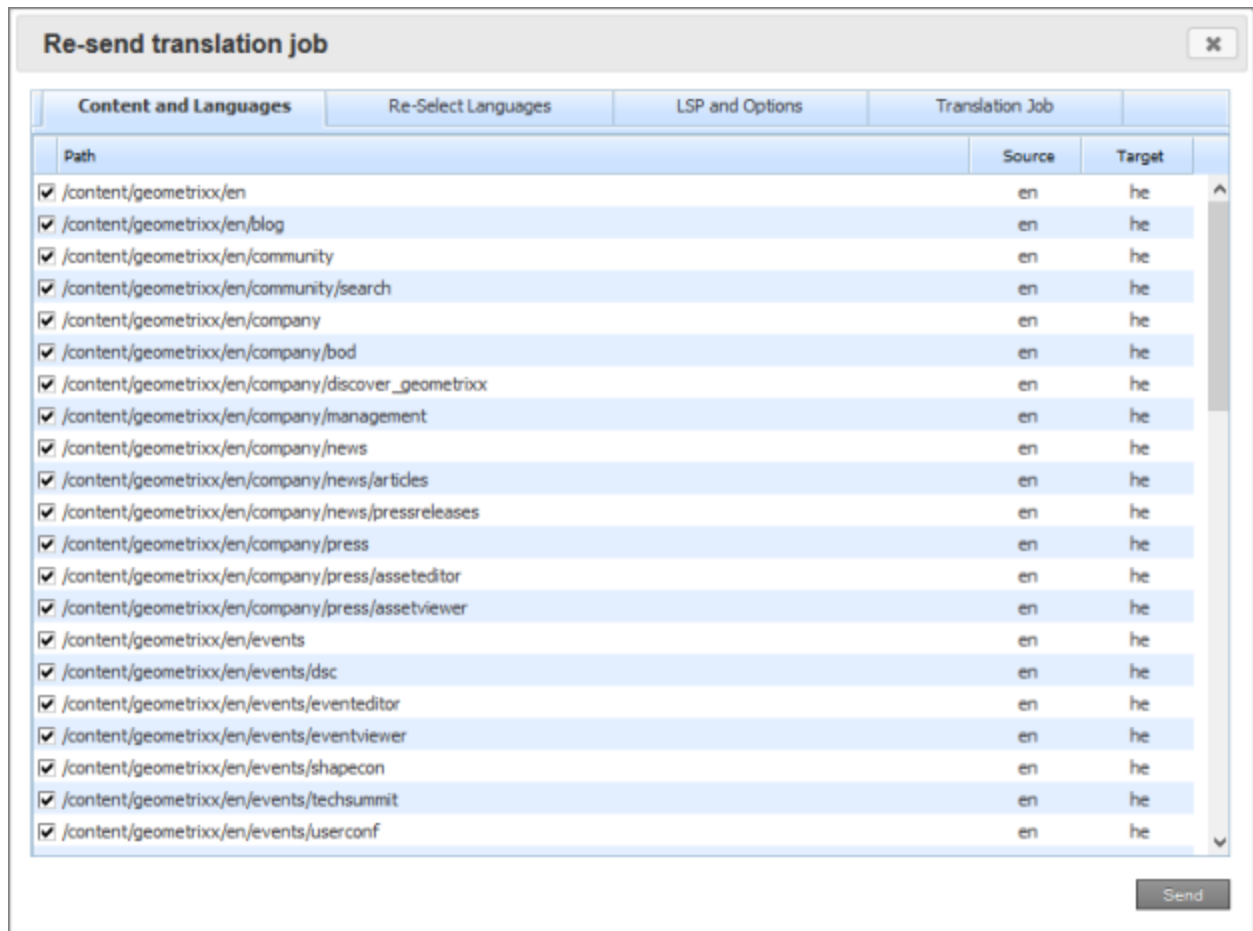 Re-send translation job
Content and Languages Re-Select Languages LSP and Options Translation Job
Path Source Target
/content/geometrixx/en en he
/content/geometrixx/en/blog en he
/content/geometrixx/en/community en he
/content/geometrixx/en/community/search en he
/content/geometrixx/en/company en he
/content/geometrixx/en/company/bod en he
/content/geometrixx/en/company/discover_geometrixx en he
/content/geometrixx/en/company/management en he
/content/geometrixx/en/company/news en he
/content/geometrixx/en/company/news/articles en he
/content/geometrixx/en/company/news/pressreleases en he
/content/geometrixx/en/company/press en he
/content/geometrixx/en/company/press/asseteditor en he
/content/geometrixx/en/company/press/assetviewer en he
/content/geometrixx/en/events en he
/content/geometrixx/en/events/dsc en he
/content/geometrixx/en/events/eventeditor en he
/content/geometrixx/en/events/eventviewer en he
/content/geometrixx/en/events/shapecon en he
/content/geometrixx/en/events/techsummit en he
/content/geometrixx/en/events/userconf en he
Send